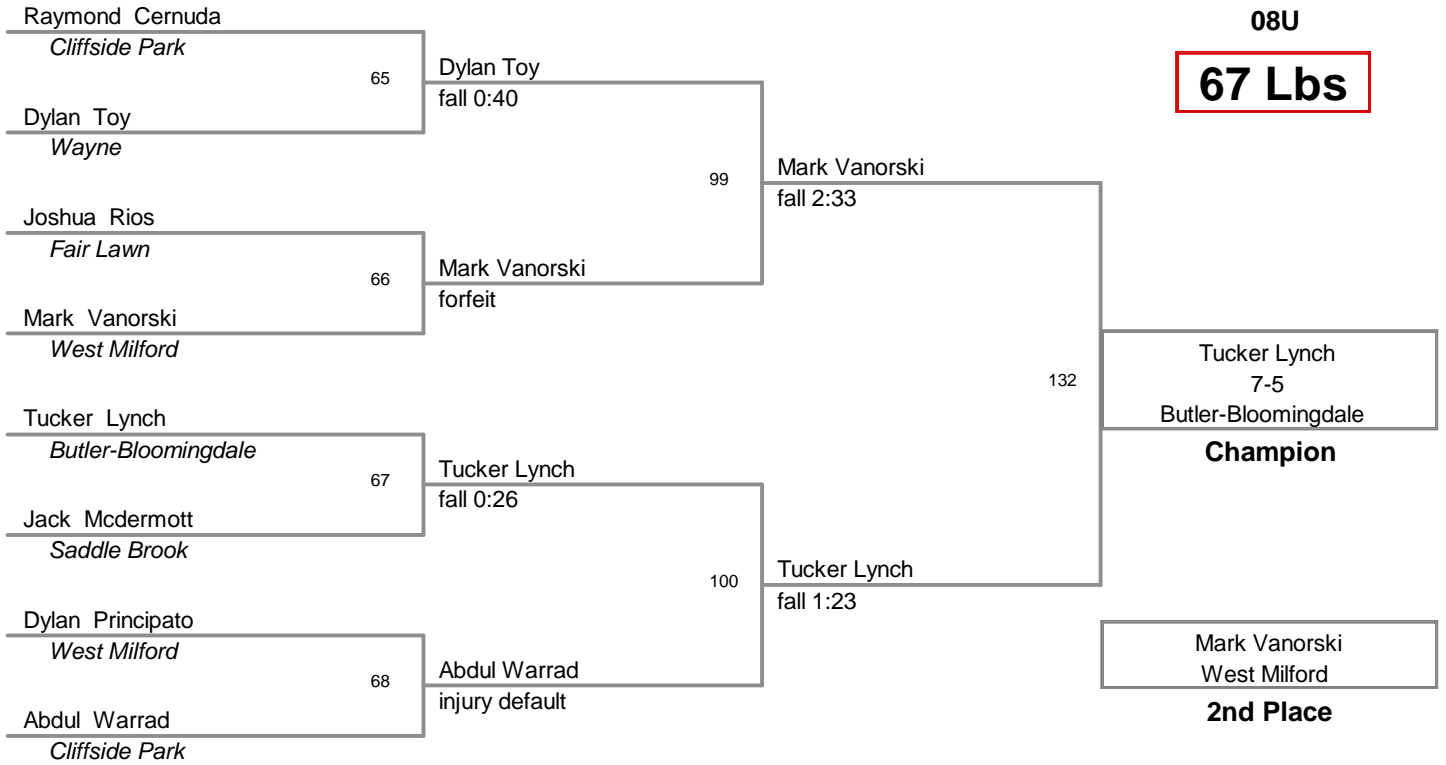 Raymond Cernuda
Cliffside Park
65
Dylan Toy
Wayne
Dylan Toy
fall 0:40
Joshua Rios
Fair Lawn
66
Mark Vanorski
West Milford
Mark Vanorski
forfeit
99
Mark Vanorski
fall 2:33
Tucker Lynch
Butler-Bloomingdale
67
Jack Mcdermott
Saddle Brook
Tucker Lynch
fall 0:26
Dylan Principato
West Milford
68
Abdul Warrad
Cliffside Park
Abdul Warrad
injury default
100
Tucker Lynch
fall 1:23
132
08U
67 Lbs
Tucker Lynch
7-5
Butler-Bloomingdale
Champion
Mark Vanorski
West Milford
2nd Place